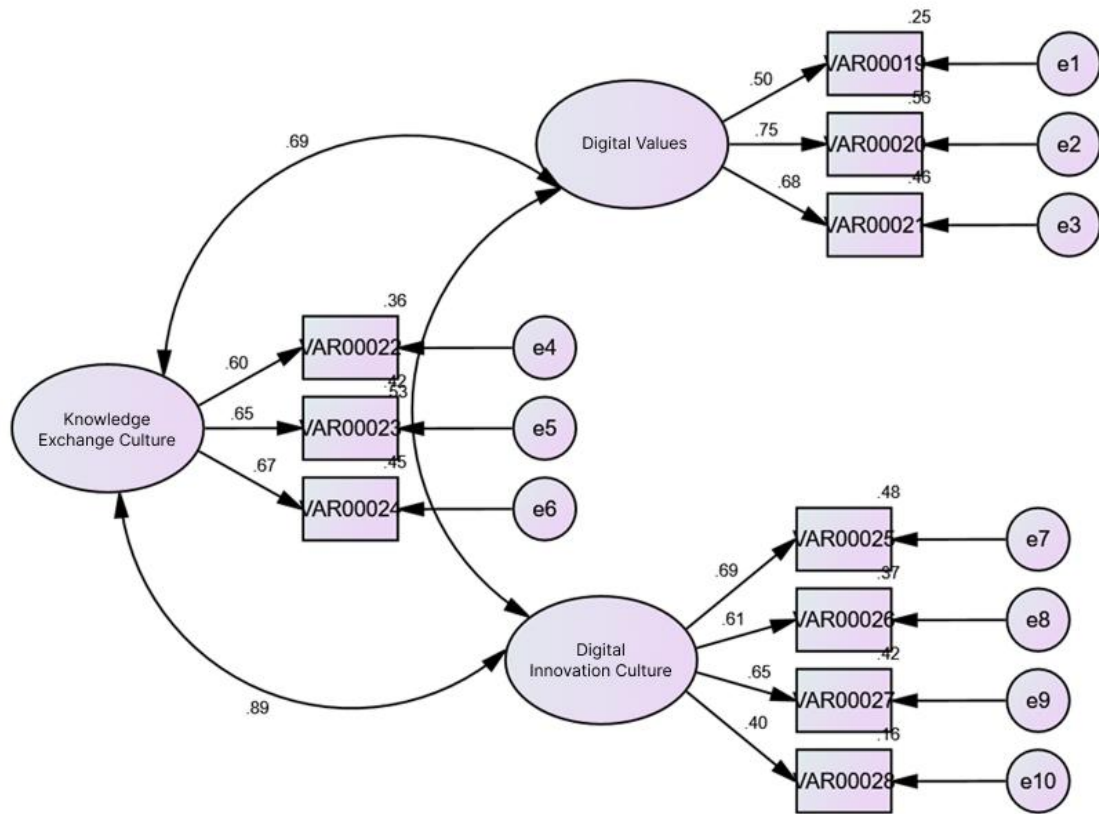 .25
VAR00019
e1
.50
.56
.75
VAR00020
e2
Digital Values
.46
.68
VAR00021
e3
.69
.36
VAR00022
e4
.60
.42
.53
.65
VAR00023
e5
Knowledge
Exchange Culture
.45
.67
VAR00024
e6
.48
VAR00025
e7
.69
.37
.61
VAR00026
e8
Digital
Innovation Culture
.42
.65
VAR00027
e9
.89
.40
.16
VAR00028
e10